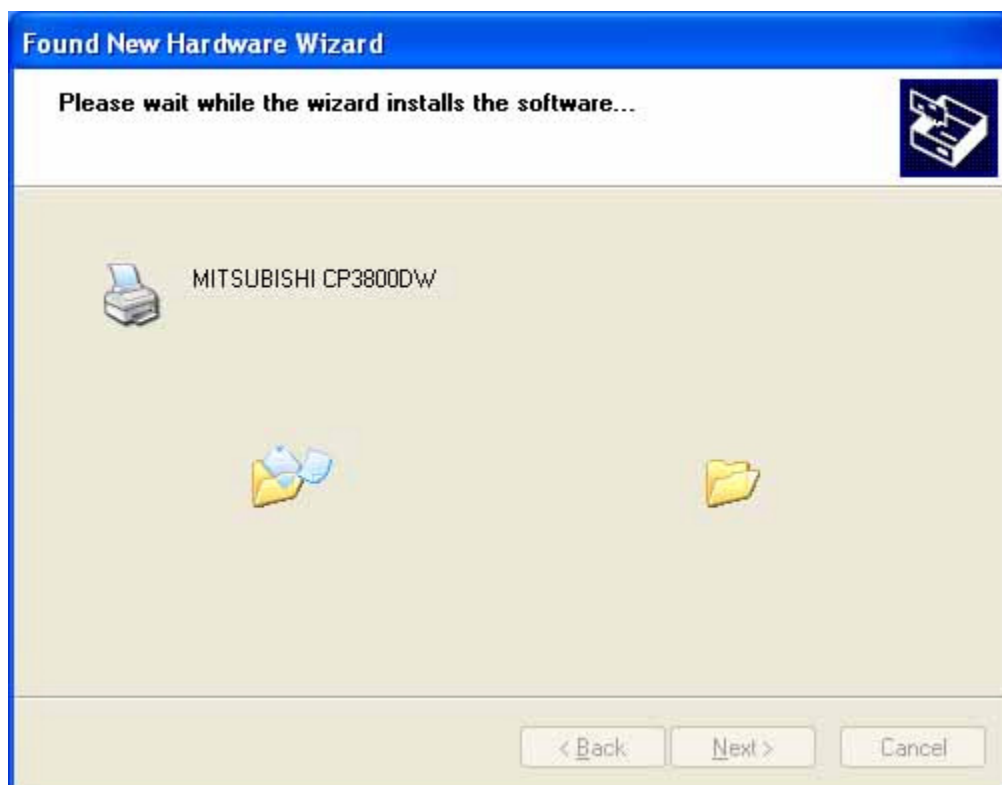 Found New Hardware Wizard
Please wait while the wizard installs the software...
MITSUBISHI CP3800DW
< Back Next > Cancel